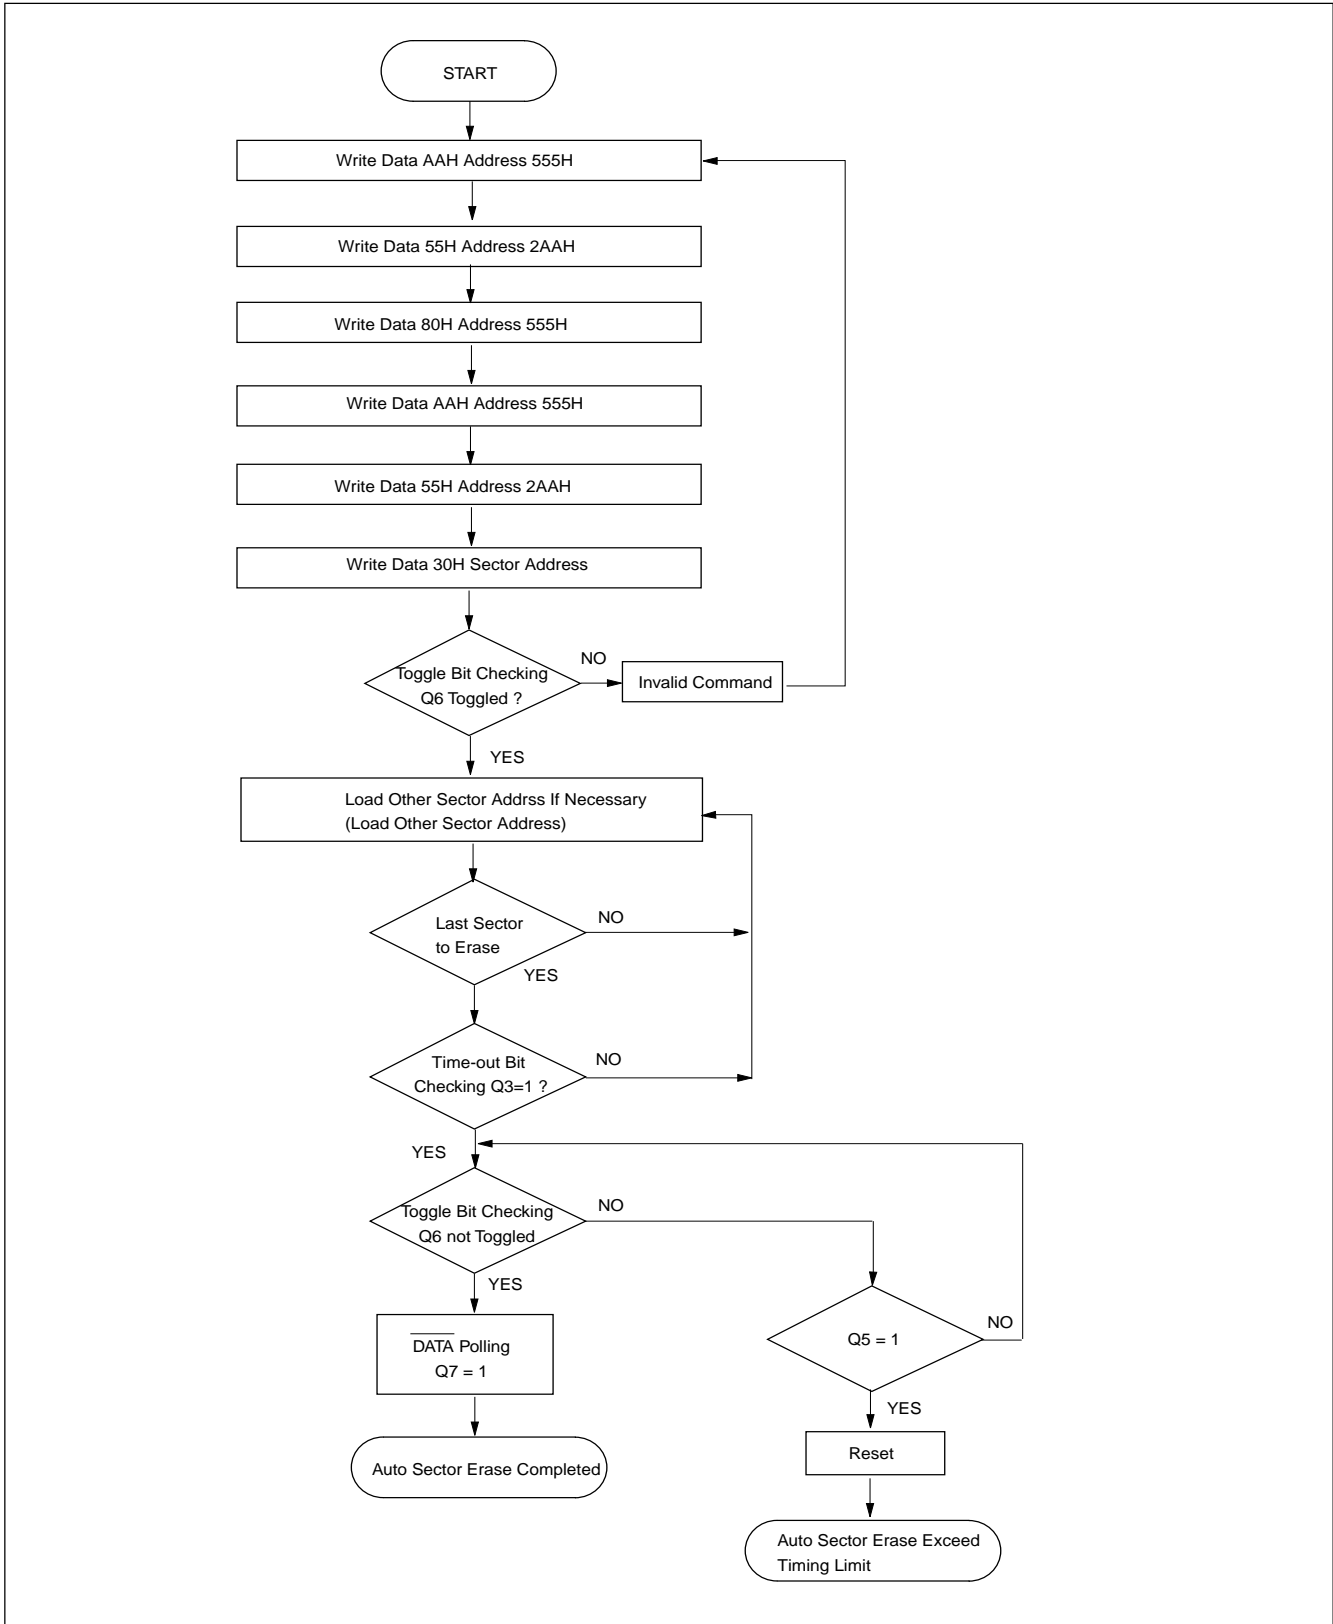 START
Write Data AAH Address 555H
Write Data 55H Address 2AAH
Write Data 80H Address 555H
Write Data AAH Address 555H
Write Data 55H Address 2AAH
Write Data 30H Sector Address
Toggle Bit Checking
Q6 Toggled ?
NO
Invalid Command
YES
Load Other Sector Addrss If Necessary
(Load Other Sector Address)
Last Sector
to Erase
NO
YES
Time-out Bit
Checking Q3=1 ?
NO
YES
Toggle Bit Checking
Q6 not Toggled
NO
YES
Q5 = 1
NO
DATA Polling
Q7 = 1
YES
Reset
Auto Sector Erase Completed
Auto Sector Erase Exceed
Timing Limit